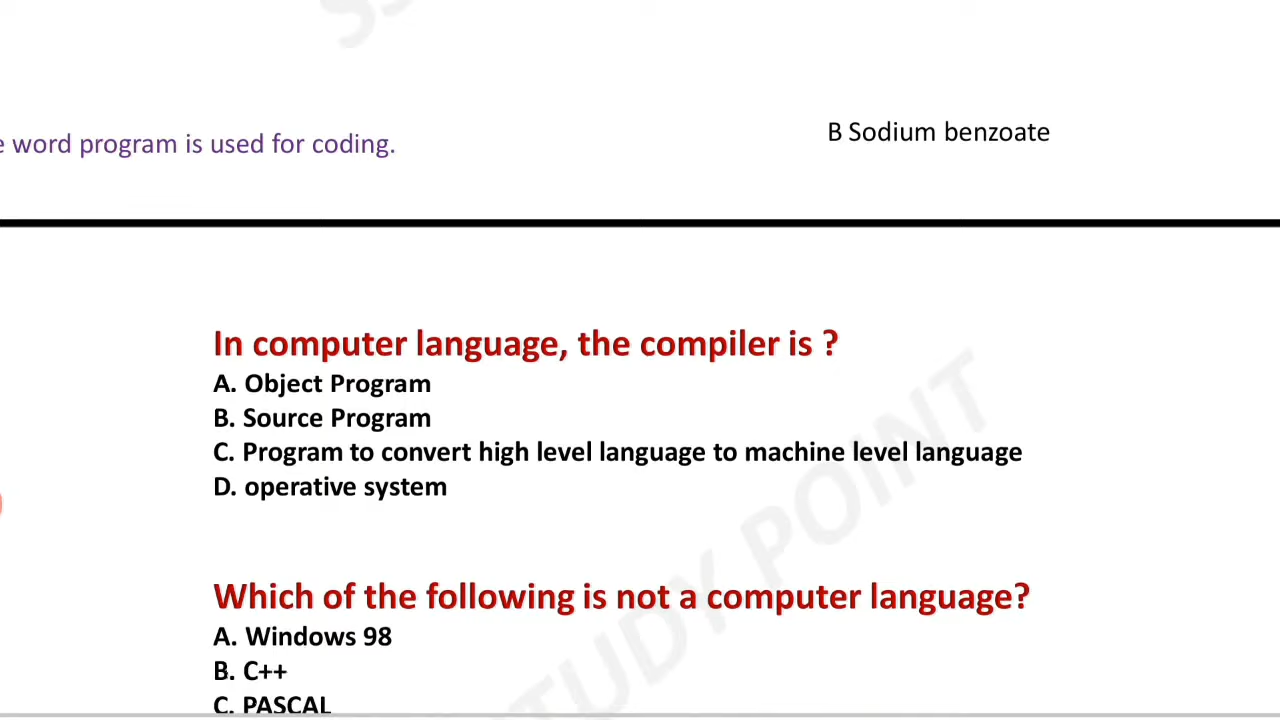 e word program is used for coding.
B Sodium benzoate
In computer language, the compiler is ?
A. Object Program
B. Source Program
C. Program to convert high level language to machine level language
D. operative system
Which of the following is not a computer language?
A. Windows 98
B. C++
C. PASCAL
STUDY POINT